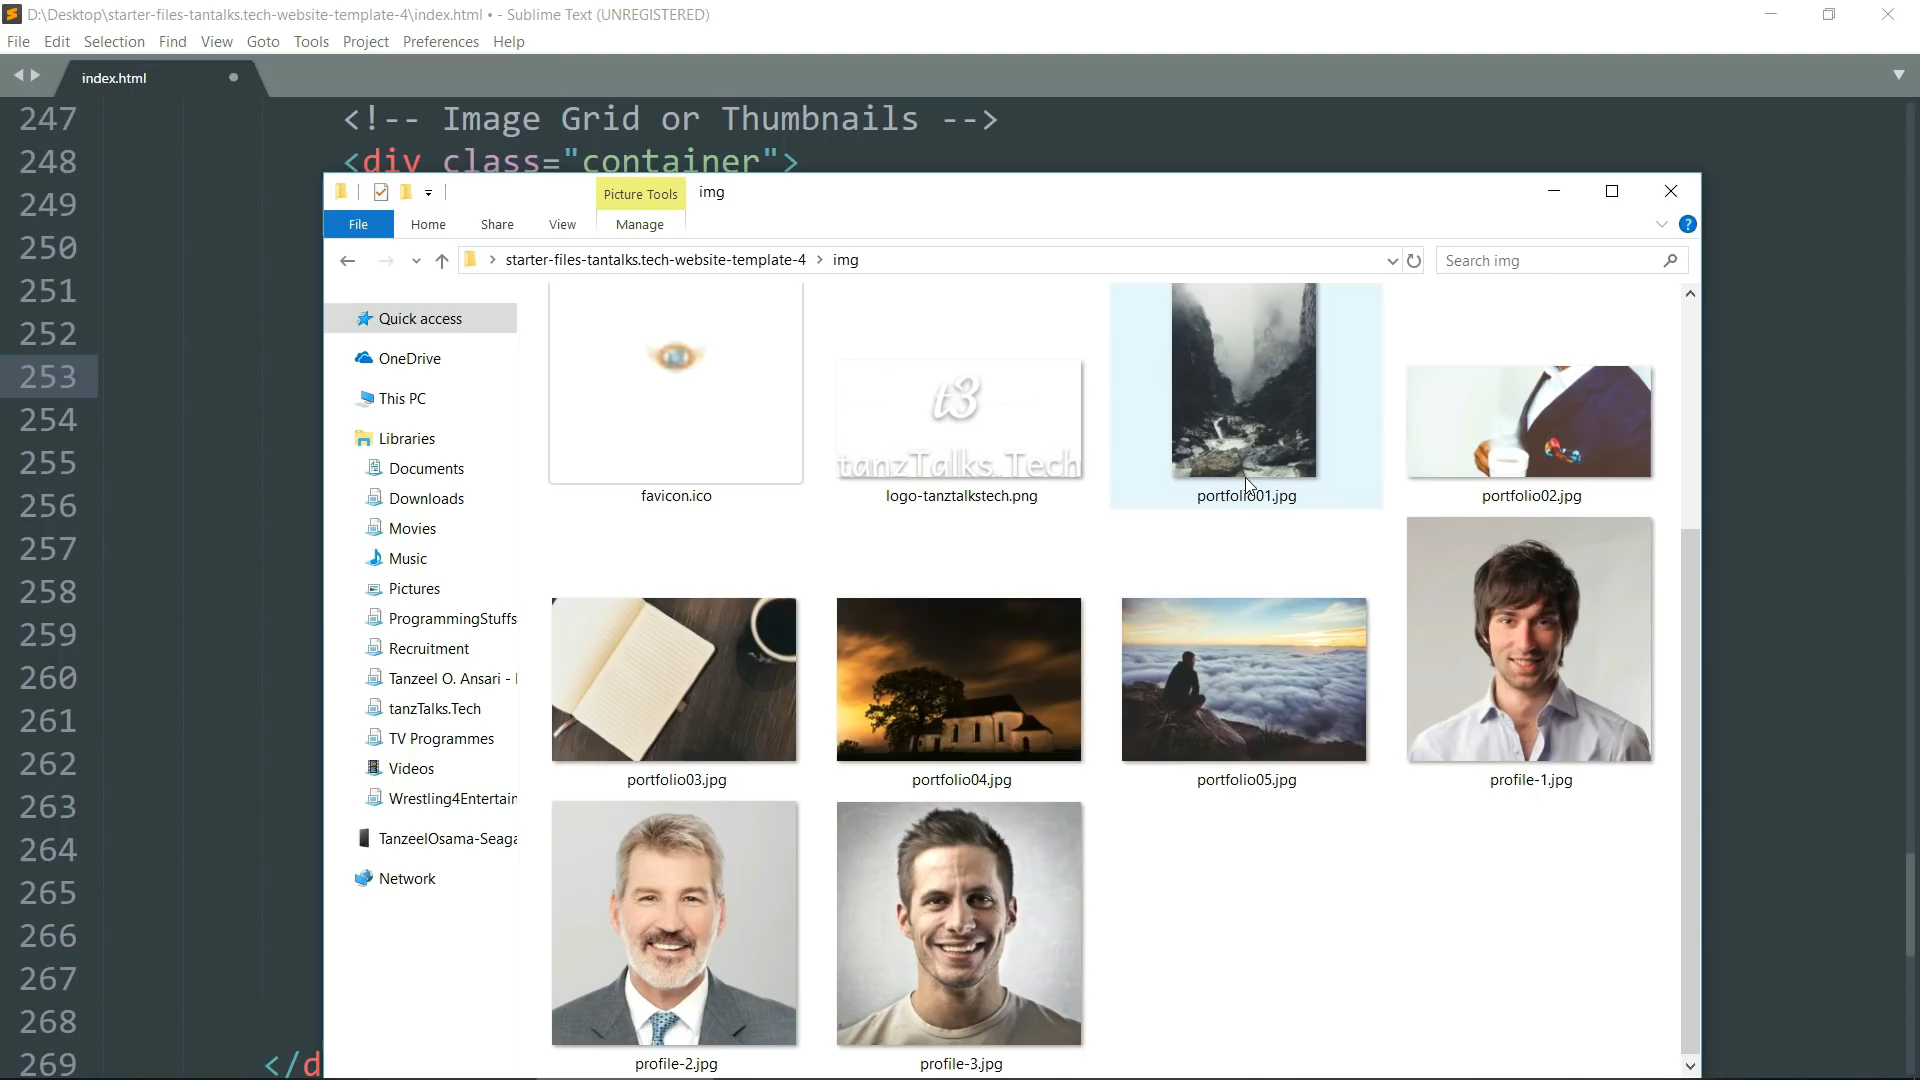 D:\Desktop\starter-files-tantalks.tech-website-template-4\index.html • - Sublime Text (UNREGISTERED)
File Edit Selection Find View Goto Tools Project Preferences Help
index.html
247 <!-- Image Grid or Thumbnails -->
248 <div class="container">
249
250
251
252
253
254
255
256
257
258
259
260
261
262
263
264
265
266
267
268
269 </d
Picture Tools img
File Home Share View Manage
starter-files-tantalks.tech-website-template-4 > img
Search img
Quick access
OneDrive
This PC
Libraries
Documents
Downloads
Movies
Music
Pictures
ProgrammingStuffs
Recruitment
Tanzeel O. Ansari -
tanzTalks.Tech
TV Programmes
Videos
Wrestling4Entertain
TanzeelOsama-Seaga
Network
t3
tanzTalks.Tech
favicon.ico
logo-tanztalkstech.png
portfolio01.jpg
portfolio02.jpg
portfolio03.jpg
portfolio04.jpg
portfolio05.jpg
profile-1.jpg
profile-2.jpg
profile-3.jpg